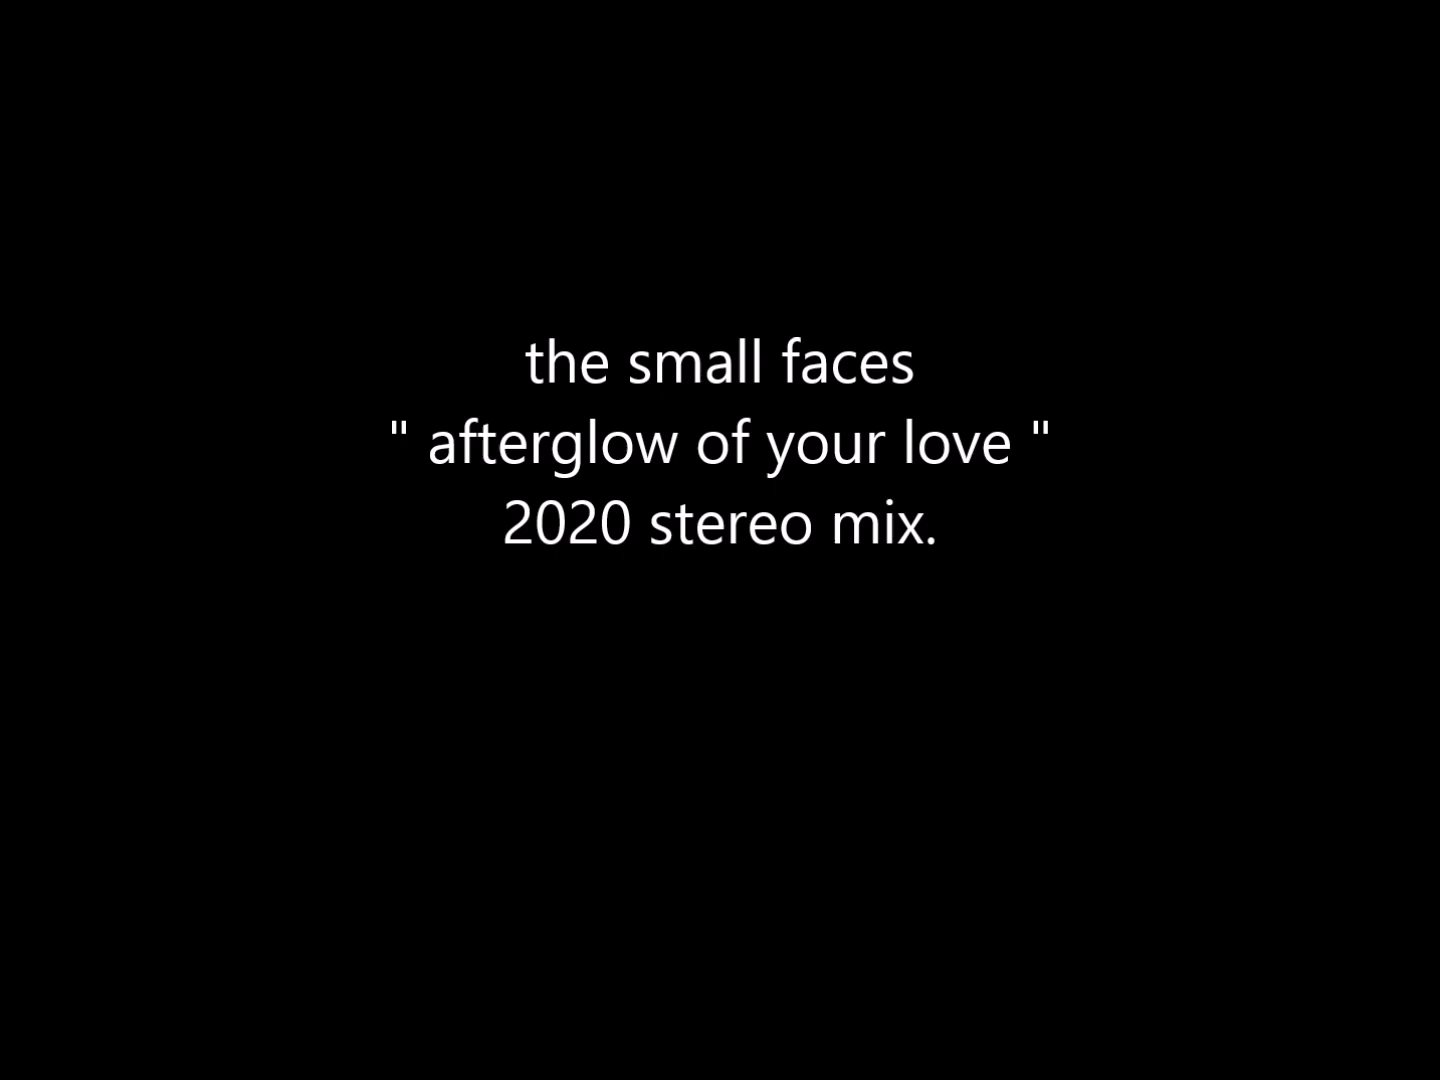 the small faces
" afterglow of your love "
2020 stereo mix.